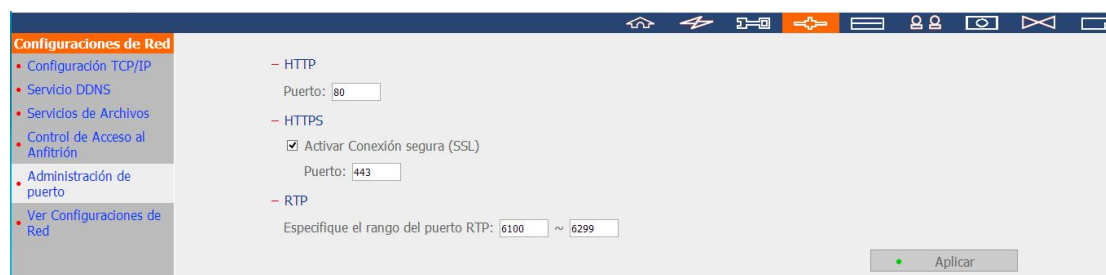 Configuraciones de Red
• Configuración TCP/IP
• Servicio DDNS
• Servicios de Archivos
• Control de Acceso al
Anfitrión
• Administración de
puerto
• Ver Configuraciones de
Red
– HTTP
Puerto: 80
– HTTPS
Activar Conexión segura (SSL)
Puerto: 443
– RTP
Especifique el rango del puerto RTP: 6100 ~ 6299
• Aplicar